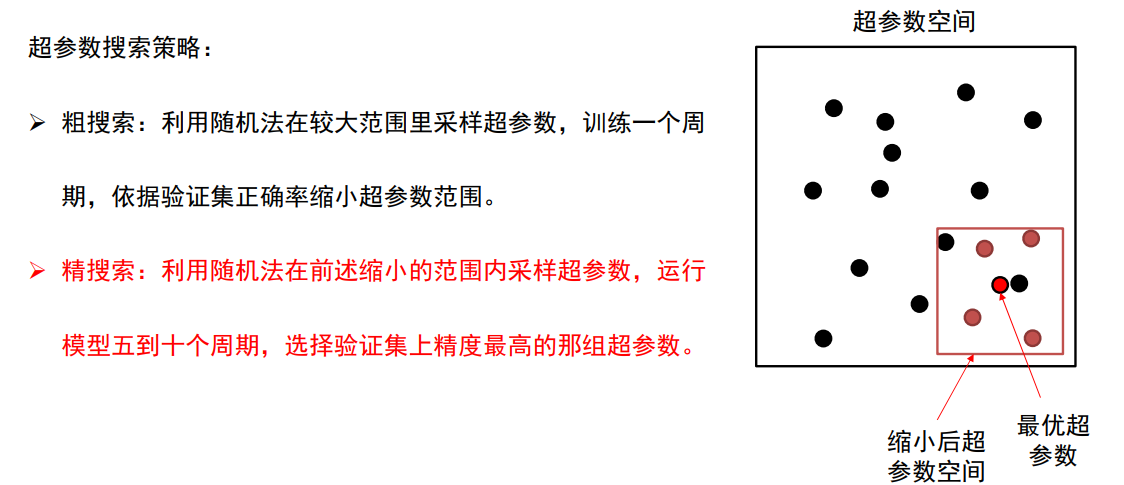 超参数搜索策略：
➢ 粗搜索：利用随机法在较大范围里采样超参数，训练一个周
期，依据验证集正确率缩小超参数范围。
➢ 精搜索：利用随机法在前述缩小的范围内采样超参数，运行
模型五到十个周期，选择验证集上精度最高的那组超参数。
超参数空间
缩小后超
参数空间
最优超
参数